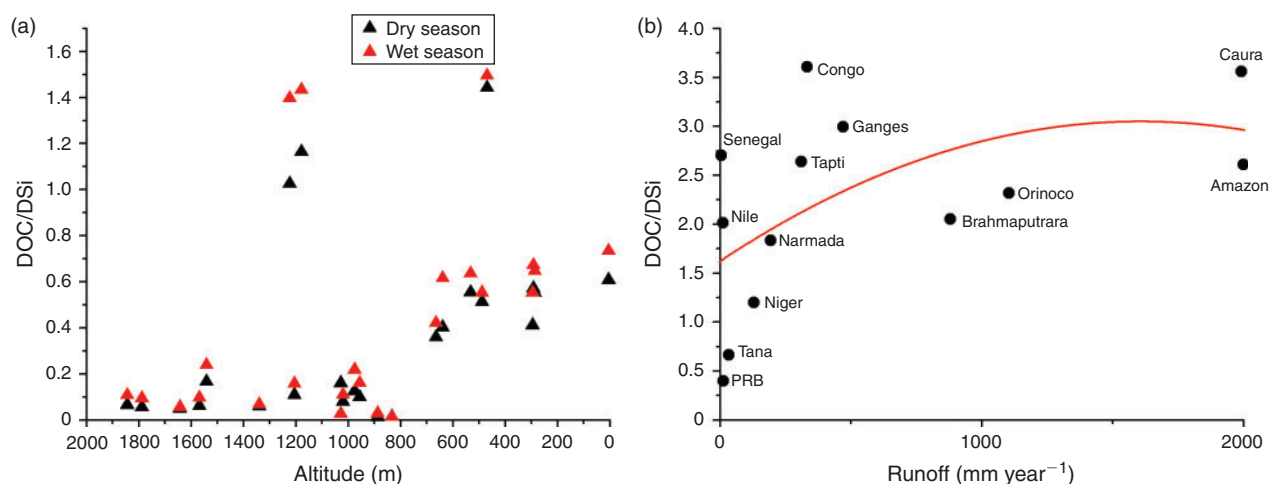 (a)
Dry season
Wet season
DOC/DSi
1.6
1.4
1.2
1.0
0.8
0.6
0.4
0.2
0
2000 1800 1600 1400 1200 1000 800 600 400 200 0
Altitude (m)
(b)
DOC/DSi
4.0
3.5
3.0
2.5
2.0
1.5
1.0
0.5
0
Caura
Congo
Ganges
Senegal
Tapti
Amazon
Orinoco
Nile
Brahmaputrara
Narmada
Niger
Tana
PRB
0 1000 2000
Runoff (mm year⁻¹)